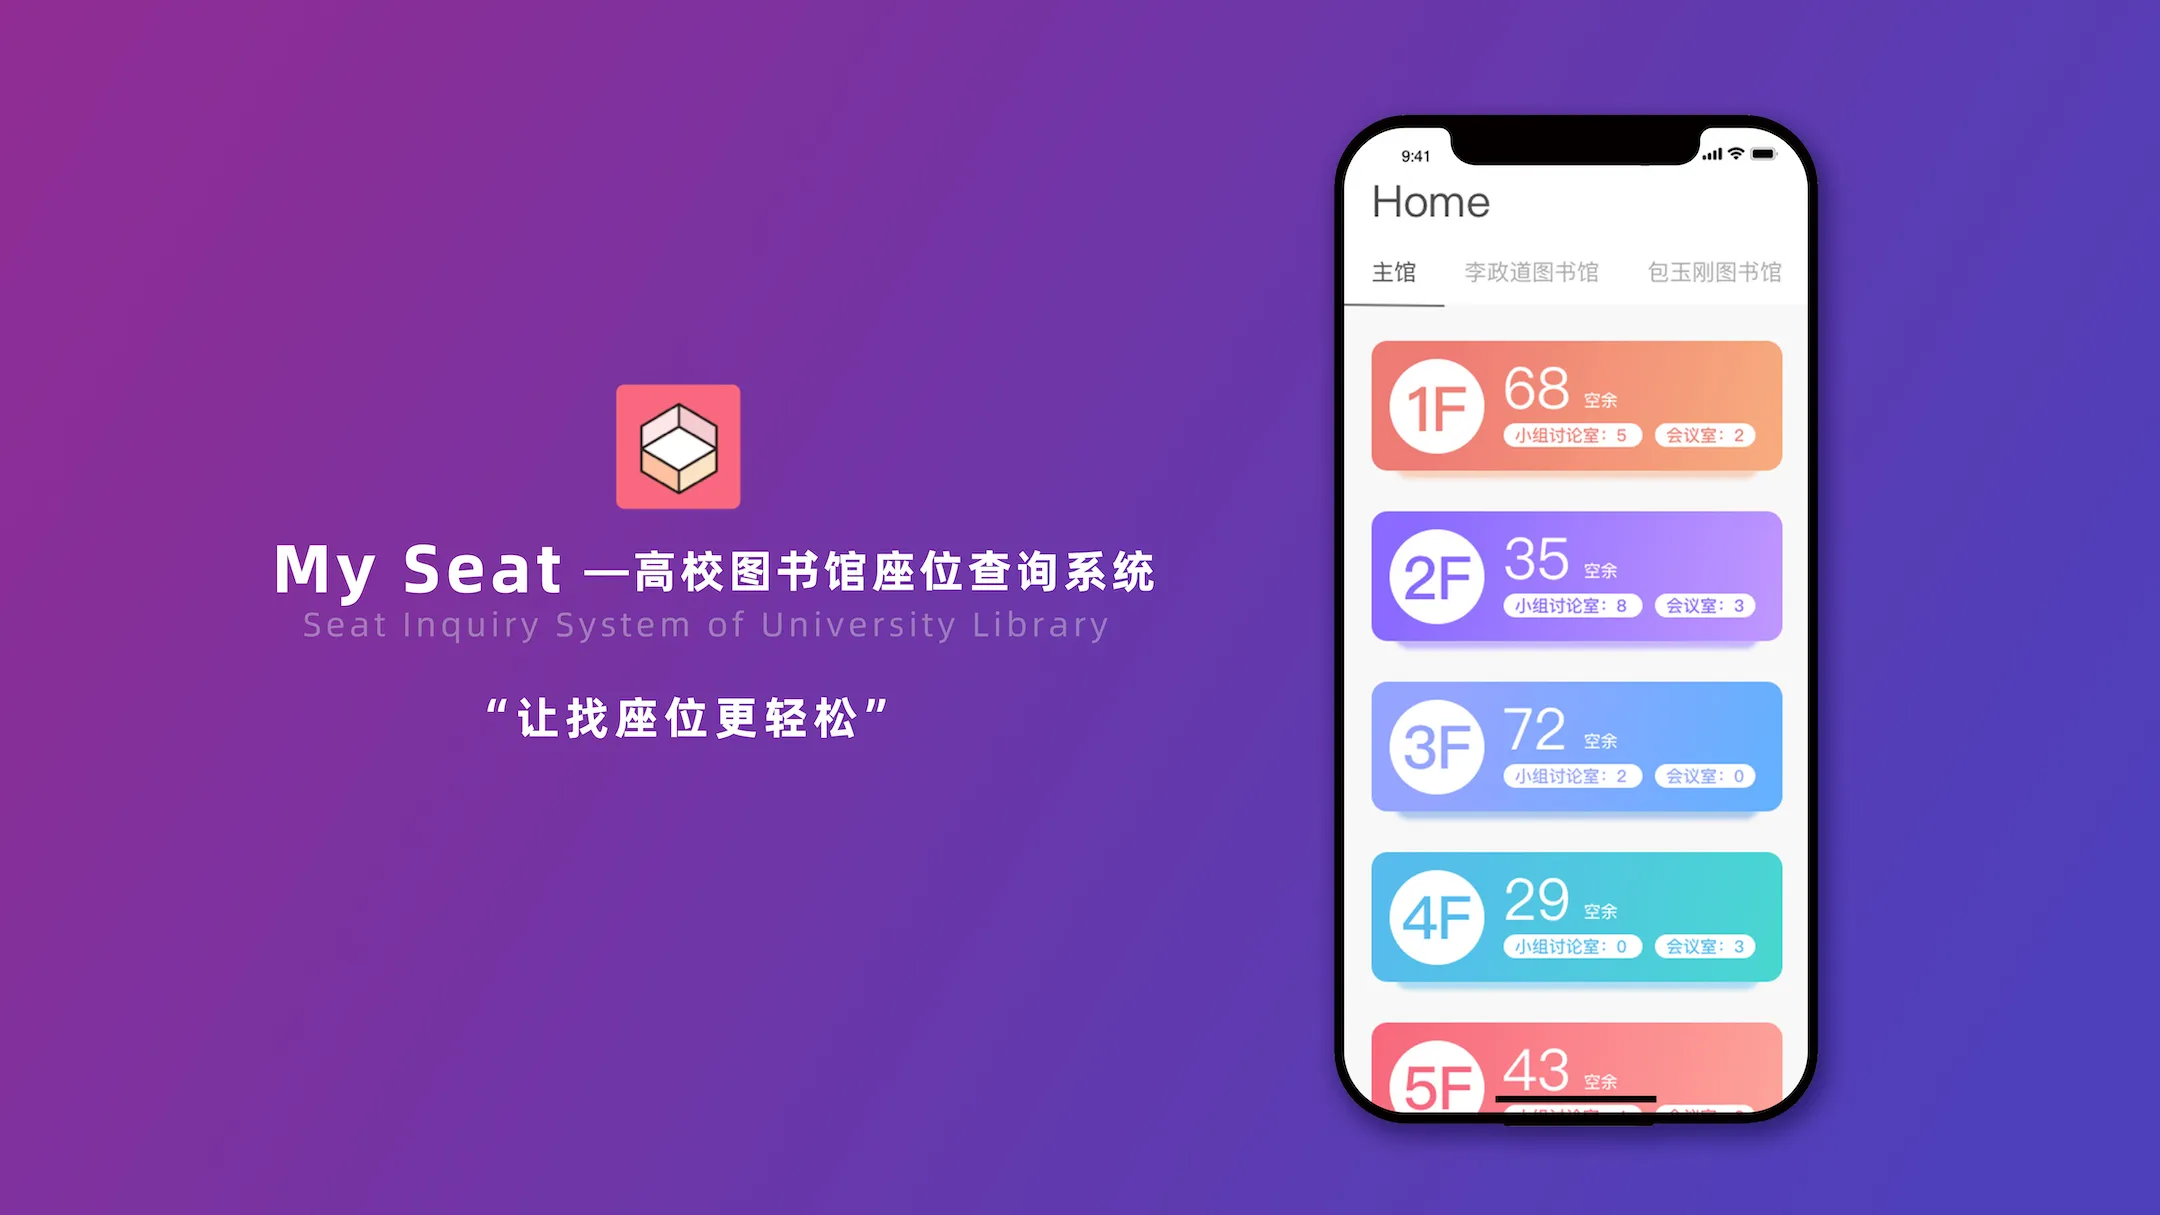 My Seat —高校图书馆座位查询系统
Seat Inquiry System of University Library
“让找座位更轻松”
9:41
Home
主馆 李政道图书馆 包玉刚图书馆
1F 68 空余
小组讨论室：5 会议室：2
2F 35 空余
小组讨论室：8 会议室：3
3F 72 空余
小组讨论室：2 会议室：0
4F 29 空余
小组讨论室：0 会议室：3
5F 43 空余